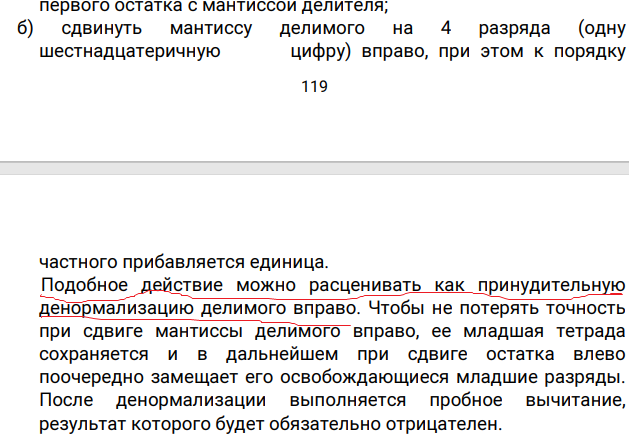 первого остатка с мантиссой делителя;
б) сдвинуть мантиссу делимого на 4 разряда (одну
шестнадцатеричную цифру) вправо, при этом к порядку
119
частного прибавляется единица.
Подобное действие можно расценивать как принудительную
денормализацию делимого вправо. Чтобы не потерять точность
при сдвиге мантиссы делимого вправо, ее младшая тетрада
сохраняется и в дальнейшем при сдвиге остатка влево
поочередно замещает его освобождающиеся младшие разряды.
После денормализации выполняется пробное вычитание,
результат которого будет обязательно отрицателен.